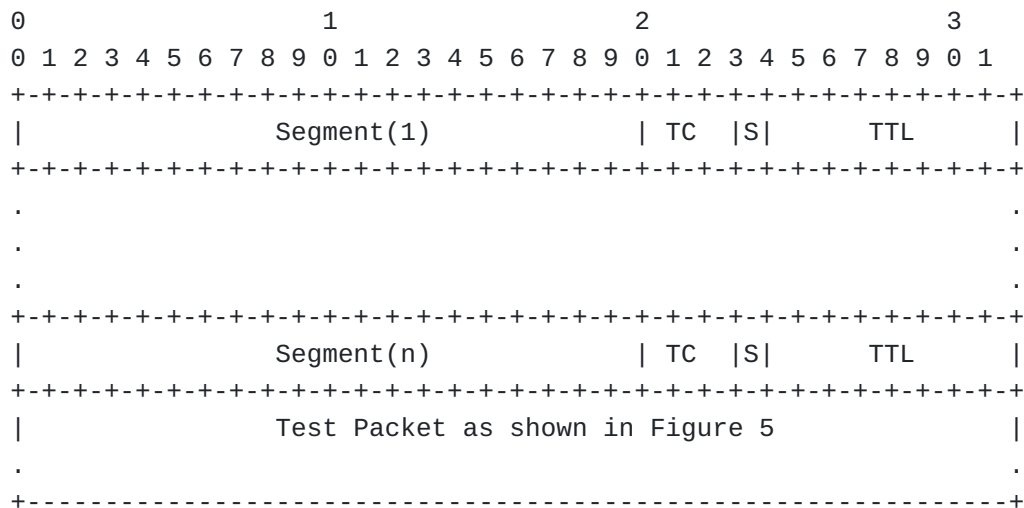 0                   1                   2                   3
0 1 2 3 4 5 6 7 8 9 0 1 2 3 4 5 6 7 8 9 0 1 2 3 4 5 6 7 8 9 0 1
+-+-+-+-+-+-+-+-+-+-+-+-+-+-+-+-+-+-+-+-+-+-+-+-+-+-+-+-+-+-+-+-+
|                Segment(1)             | TC  |S|      TTL      |
+-+-+-+-+-+-+-+-+-+-+-+-+-+-+-+-+-+-+-+-+-+-+-+-+-+-+-+-+-+-+-+-+
.                                                               .
.                                                               .
.                                                               .
+-+-+-+-+-+-+-+-+-+-+-+-+-+-+-+-+-+-+-+-+-+-+-+-+-+-+-+-+-+-+-+-+
|                Segment(n)             | TC  |S|      TTL      |
+-+-+-+-+-+-+-+-+-+-+-+-+-+-+-+-+-+-+-+-+-+-+-+-+-+-+-+-+-+-+-+-+
|                Test Packet as shown in Figure 5               |
.                                                               .
+---------------------------------------------------------------+